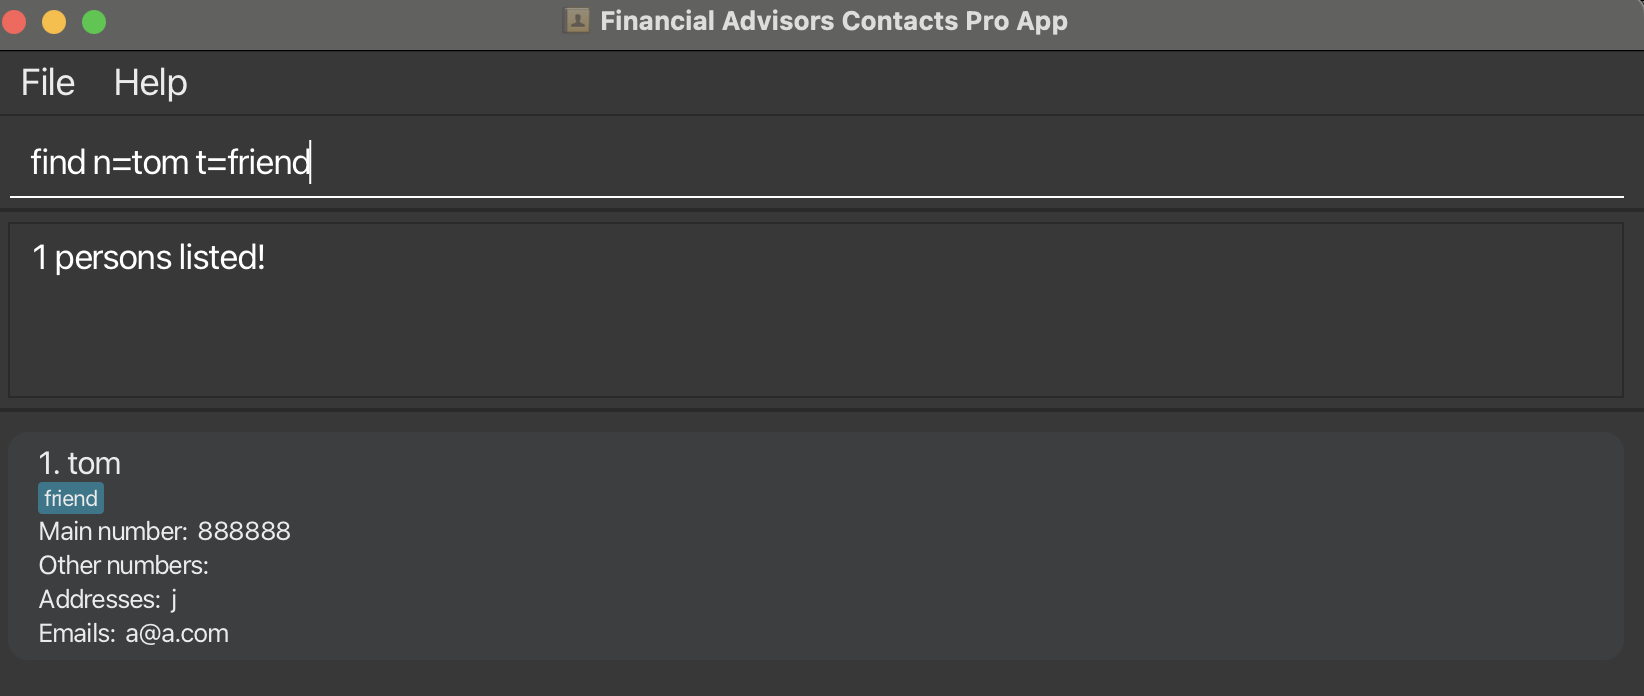 Financial Advisors Contacts Pro App
File Help
find n=tom t=friend
1 persons listed!
1. tom
friend
Main number: 888888
Other numbers:
Addresses: j
Emails: a@a.com